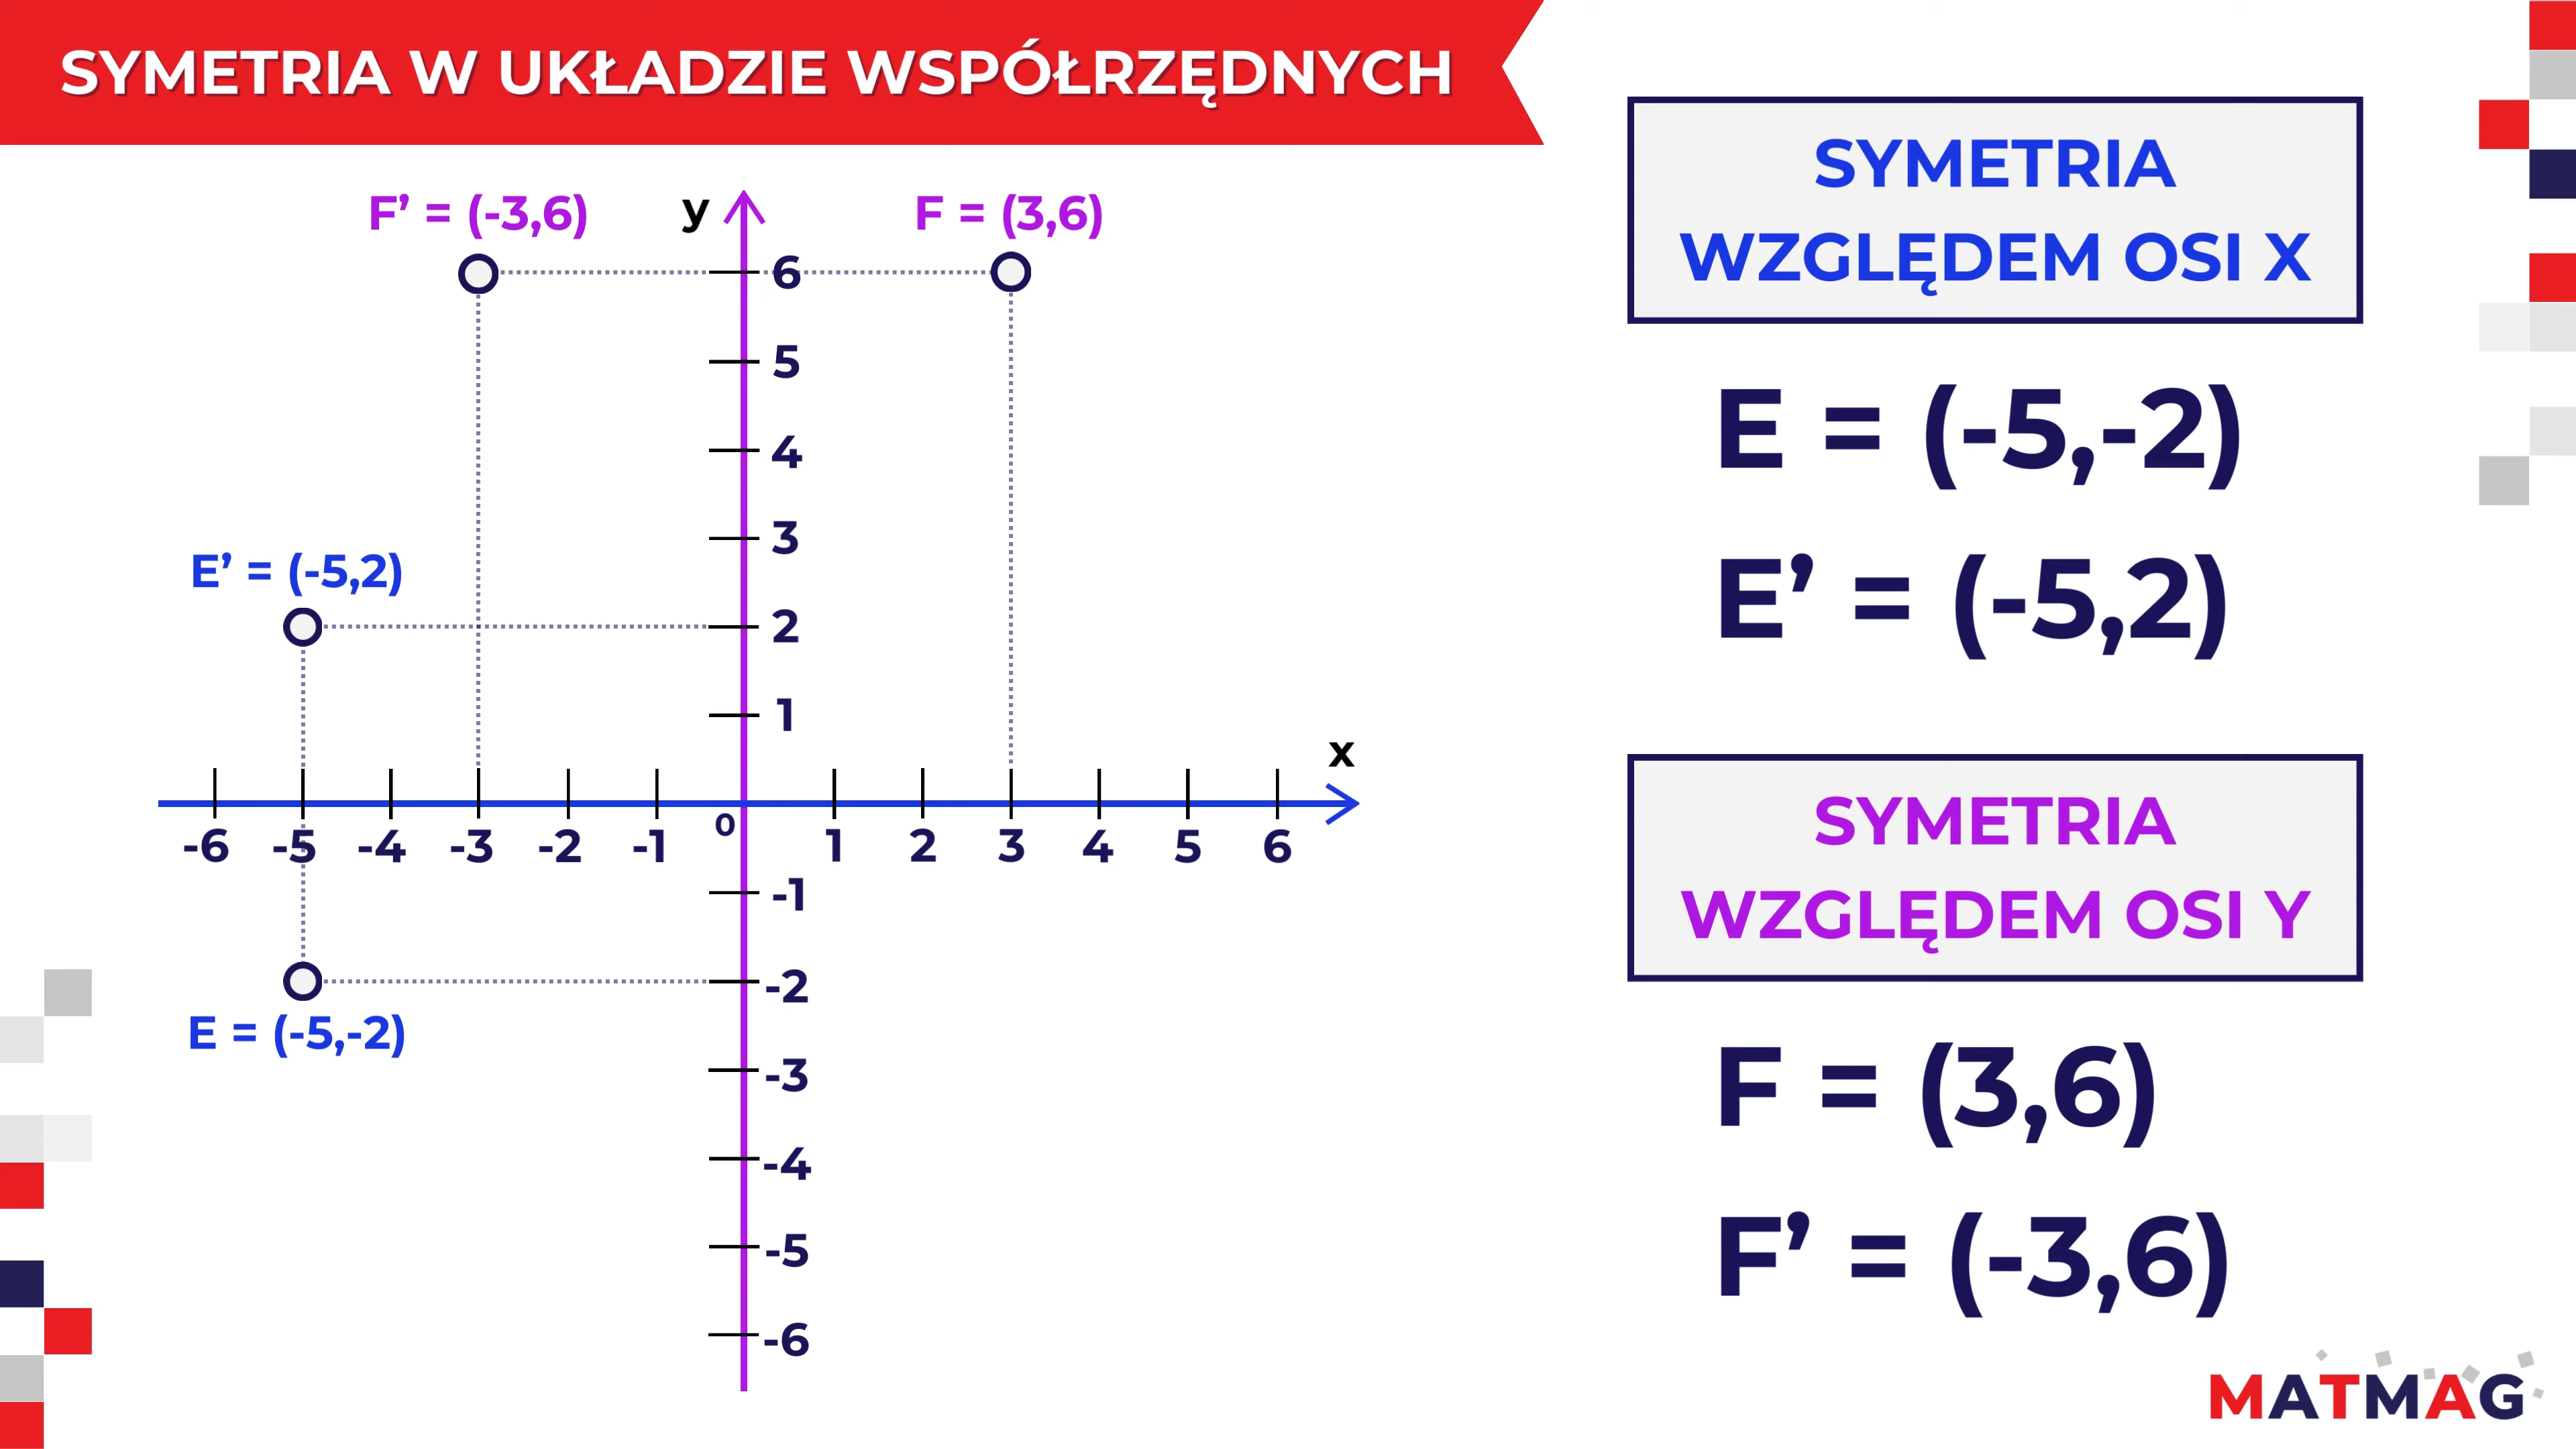 SYMETRIA W UKŁADZIE WSPÓŁRZĘDNYCH
F’ = (-3,6)
y
F = (3,6)
6
5
4
3
E’ = (-5,2)
2
1
x
0
-6 -5 -4 -3 -2 -1 1 2 3 4 5 6
-1
-2
E = (-5,-2)
-3
-4
-5
-6
SYMETRIA
WZGLĘDEM OSI X
E = (-5,-2)
E’ = (-5,2)
SYMETRIA
WZGLĘDEM OSI Y
F = (3,6)
F’ = (-3,6)
MATMAG